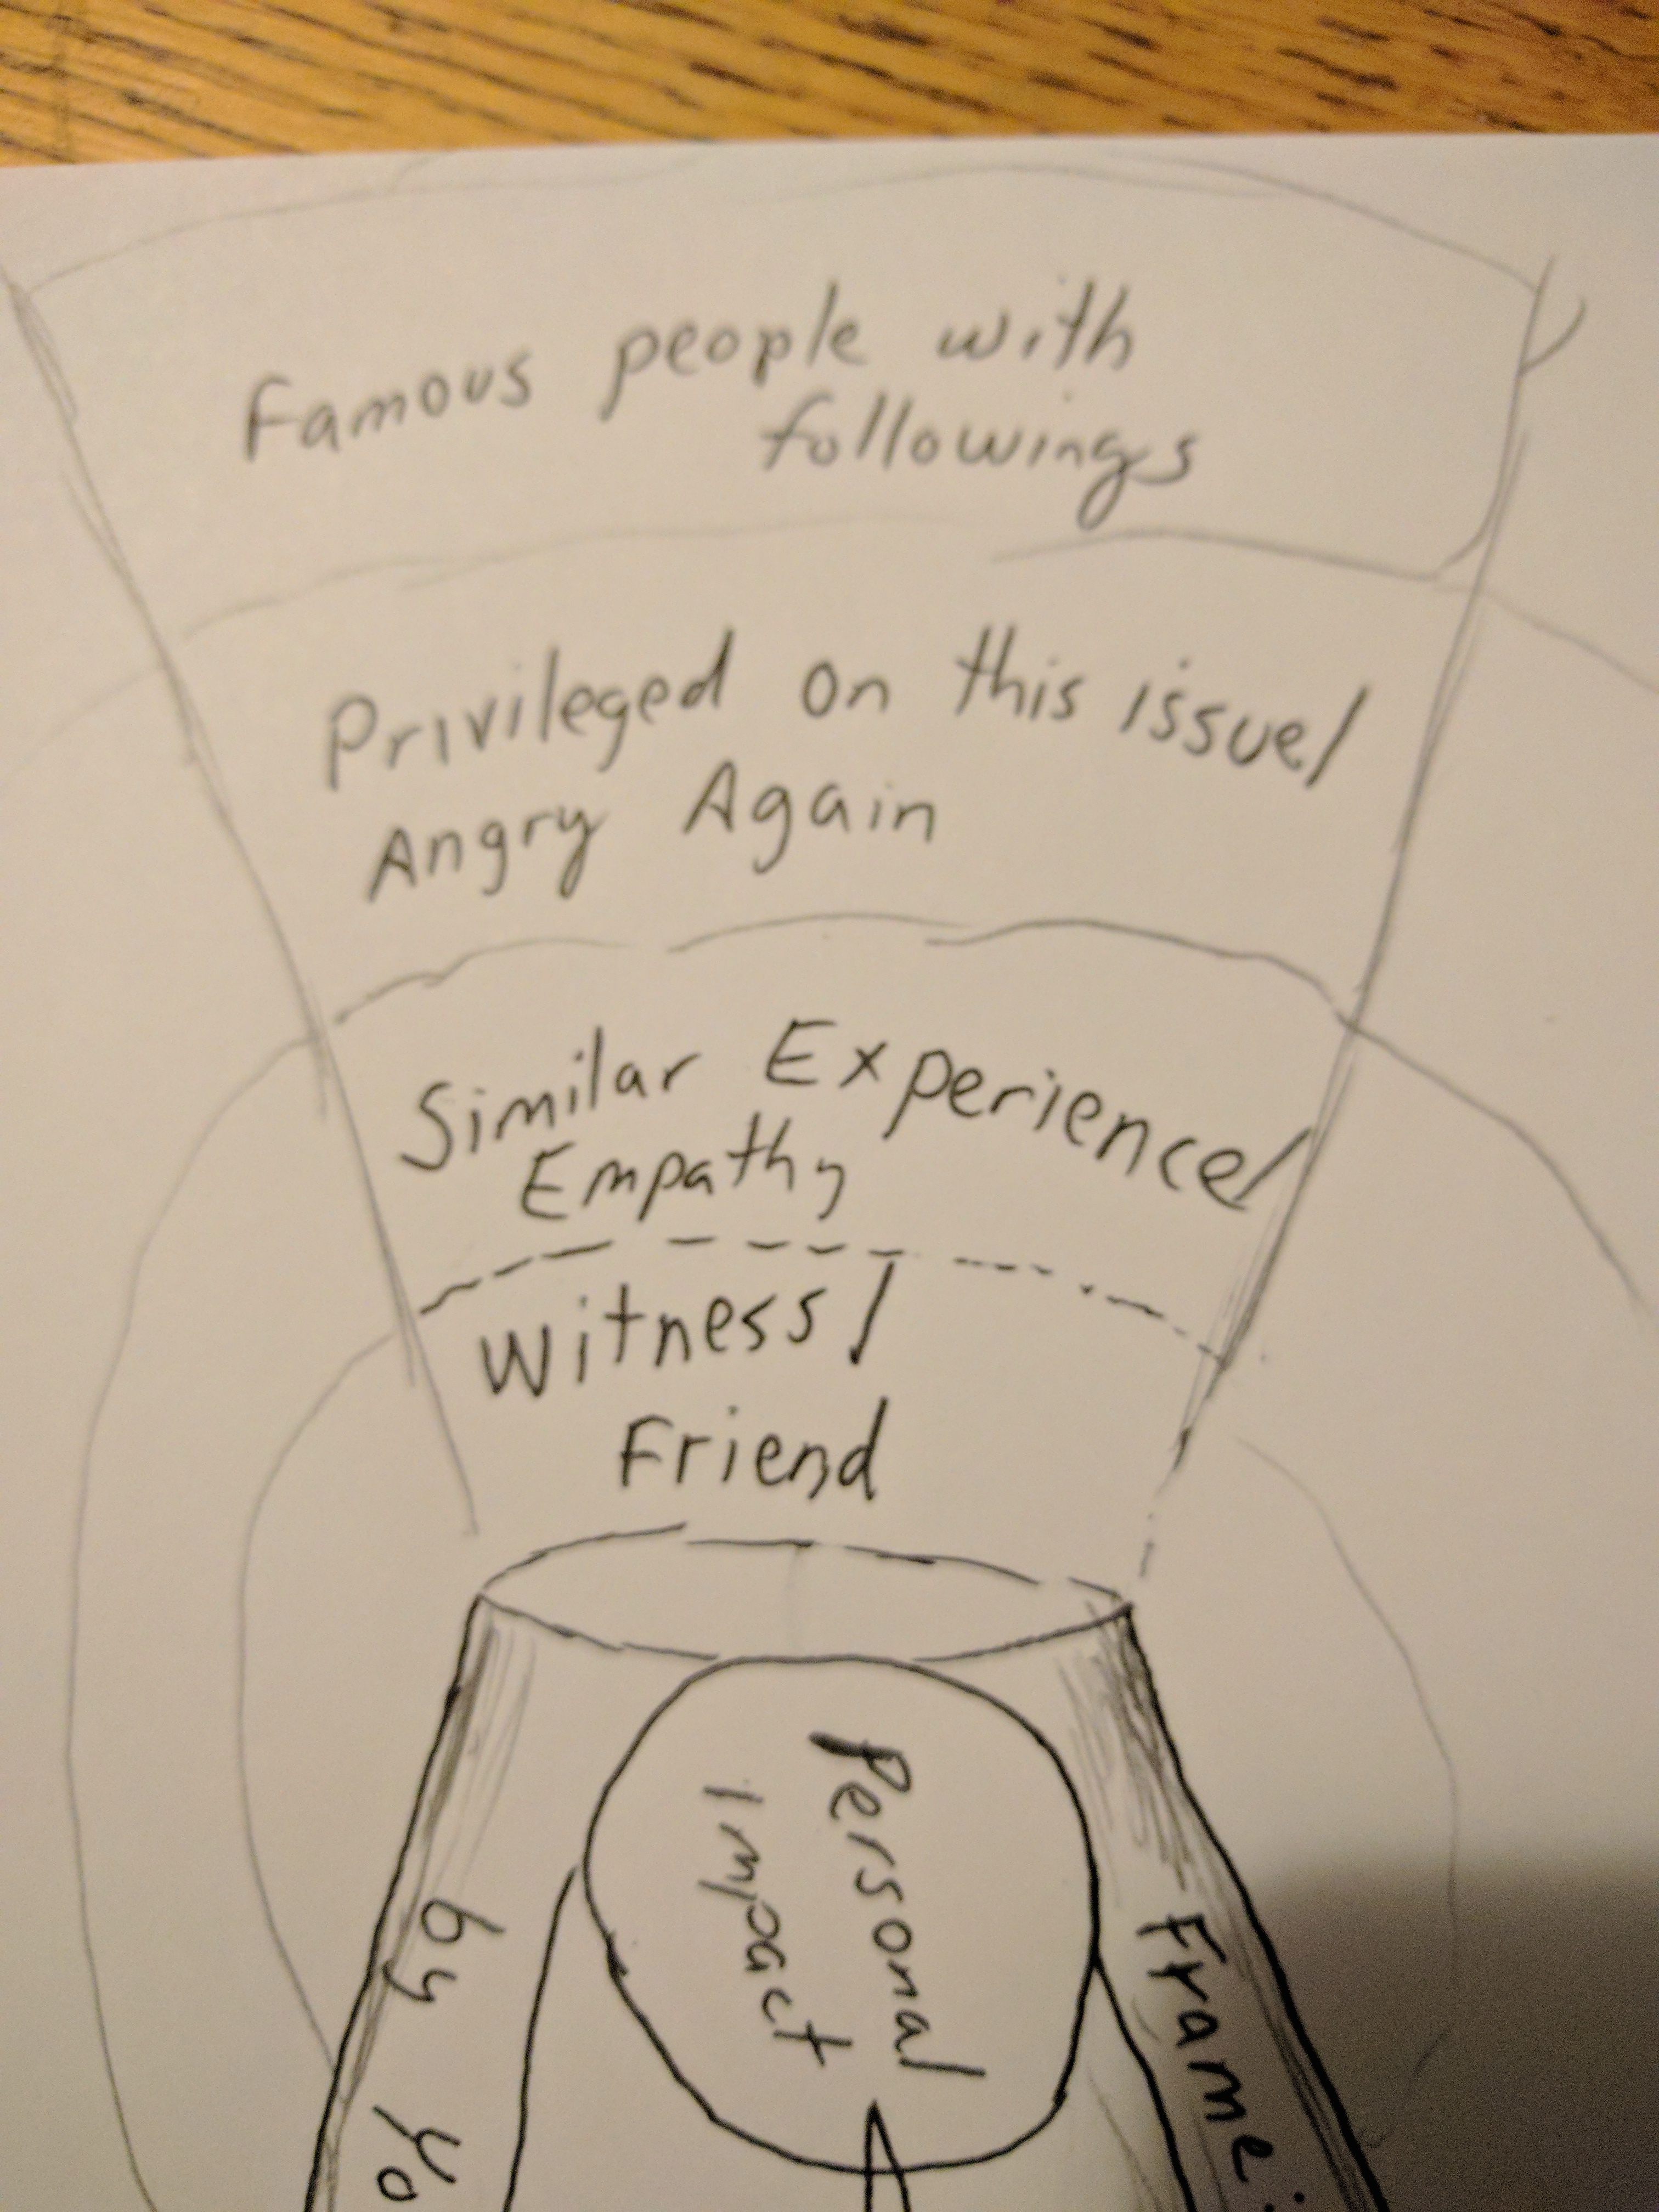 Famous people with
followings
Privileged on this issue/
Angry Again
Similar Experience/
Empathy
Witness/
Friend
Personal
Impact
Frame:
by Yo